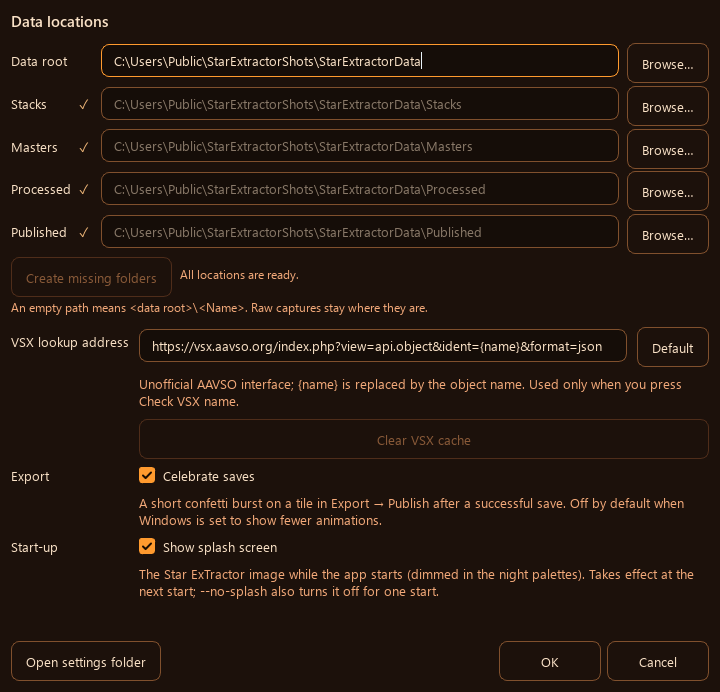 Data locations
Data root C:\Users\Public\StarExtractorShots\StarExtractorData Browse...
Stacks ✓ C:\Users\Public\StarExtractorShots\StarExtractorData\Stacks Browse...
Masters ✓ C:\Users\Public\StarExtractorShots\StarExtractorData\Masters Browse...
Processed ✓ C:\Users\Public\StarExtractorShots\StarExtractorData\Processed Browse...
Published ✓ C:\Users\Public\StarExtractorShots\StarExtractorData\Published Browse...
Create missing folders All locations are ready.
An empty path means <data root>\<Name>. Raw captures stay where they are.
VSX lookup address https://vsx.aavso.org/index.php?view=api.object&ident={name}&format=json Default
Unofficial AAVSO interface; {name} is replaced by the object name. Used only when you press
Check VSX name.
Clear VSX cache
Export Celebrate saves
A short confetti burst on a tile in Export → Publish after a successful save. Off by default when
Windows is set to show fewer animations.
Start-up Show splash screen
The Star ExTractor image while the app starts (dimmed in the night palettes). Takes effect at the
next start; --no-splash also turns it off for one start.
Open settings folder OK Cancel